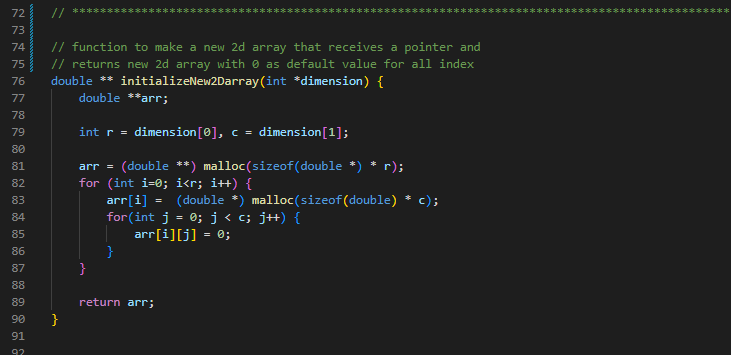 72 // ***********************************************************************************************
73
74 // function to make a new 2d array that receives a pointer and
75 // returns new 2d array with 0 as default value for all index
76 double ** initializeNew2Darray(int *dimension) {
77     double **arr;
78
79     int r = dimension[0], c = dimension[1];
80
81     arr = (double **) malloc(sizeof(double *) * r);
82     for (int i=0; i<r; i++) {
83         arr[i] =  (double *) malloc(sizeof(double) * c);
84         for(int j = 0; j < c; j++) {
85             arr[i][j] = 0;
86         }
87     }
88
89     return arr;
90 }
91
92